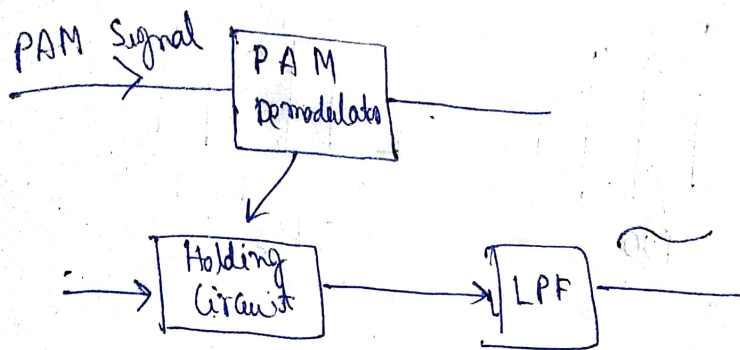 PAM Signal
PAM
Demodulator
Holding
Circuit
LPF